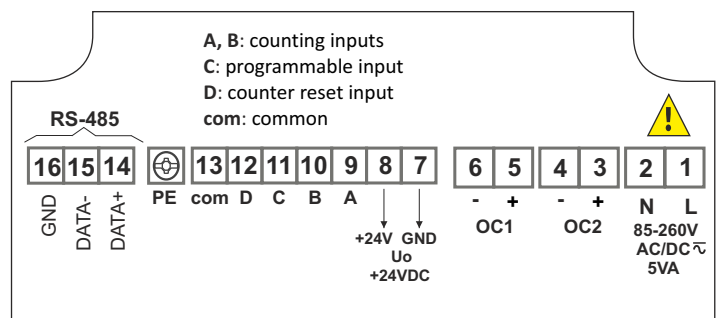 A, B: counting inputs
C: programmable input
D: counter reset input
com: common
RS-485
16 15 14 13 12 11 10 9 8 7 6 5 4 3 2 1
GND DATA- DATA+ PE com D C B A - + - + N L
OC1 OC2
+24V GND
Uo
+24VDC
85-260V
AC/DC
5VA